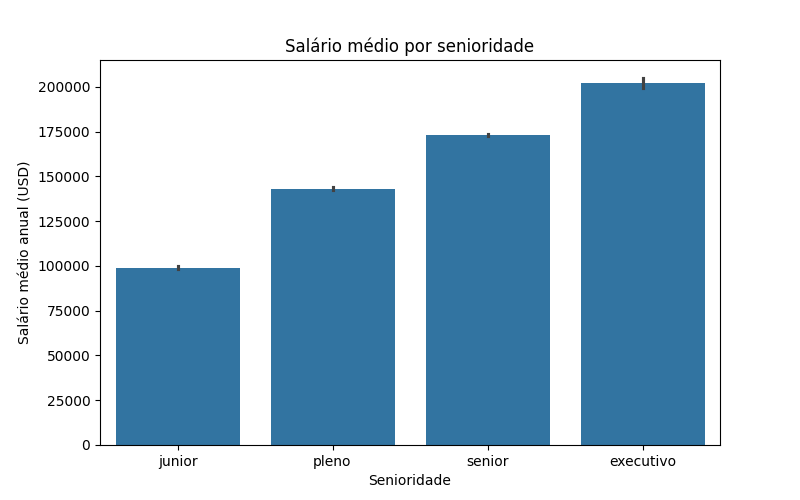 Salário médio por senioridade
200000
175000
150000
125000
100000
75000
50000
25000
0
Salário médio anual (USD)
junior pleno senior executivo
Senioridade